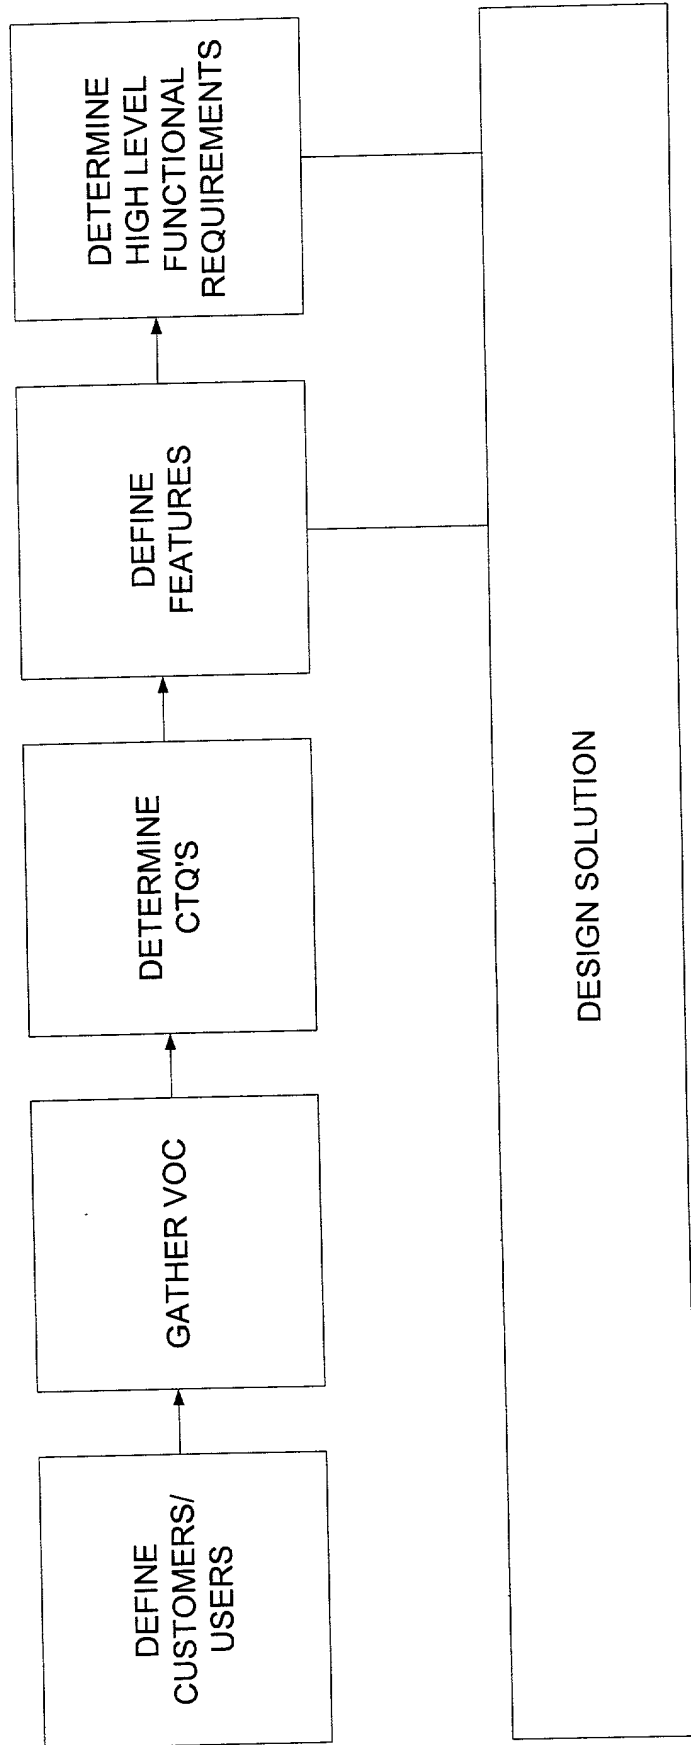 DEFINE
CUSTOMERS/
USERS
GATHER VOC
DETERMINE
CTQ'S
DEFINE
FEATURES
DETERMINE
HIGH LEVEL
FUNCTIONAL
REQUIREMENTS
DESIGN SOLUTION